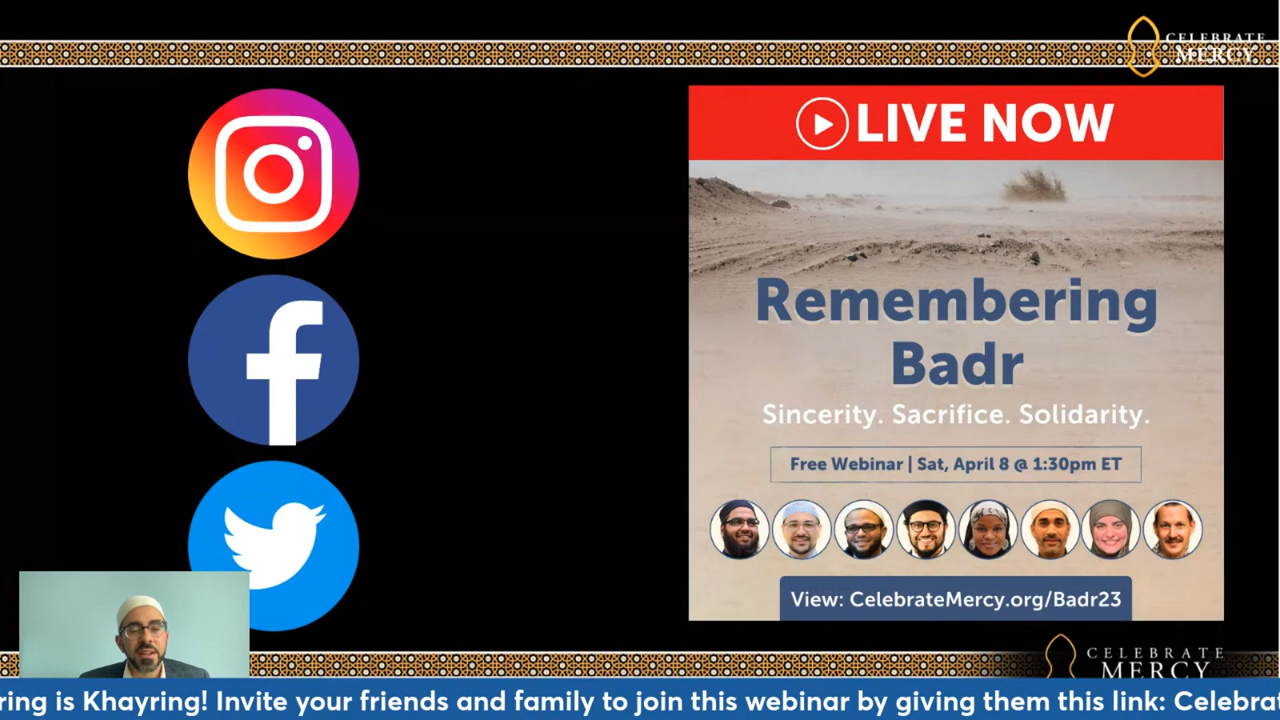 CELEBRATE
MERCY
LIVE NOW
Remembering
Badr
Sincerity. Sacrifice. Solidarity.
Free Webinar | Sat, April 8 @ 1:30pm ET
View: CelebrateMercy.org/Badr23
CELEBRATE
MERCY
ring is Khayring! Invite your friends and family to join this webinar by giving them this link: Celebra